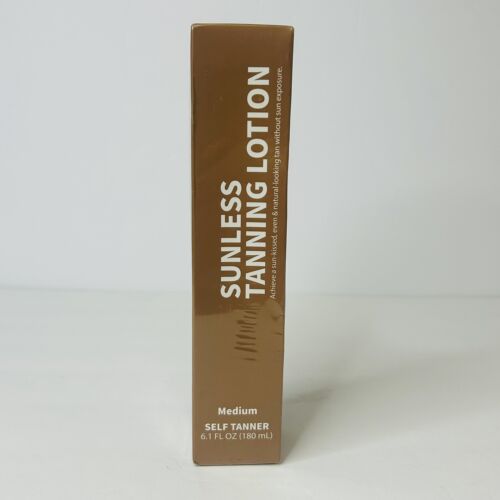 SUNLESS
TANNING LOTION
Achieve a sun-kissed, even & natural-looking tan without sun exposure.
Medium
SELF TANNER
6.1 FL OZ (180 mL)